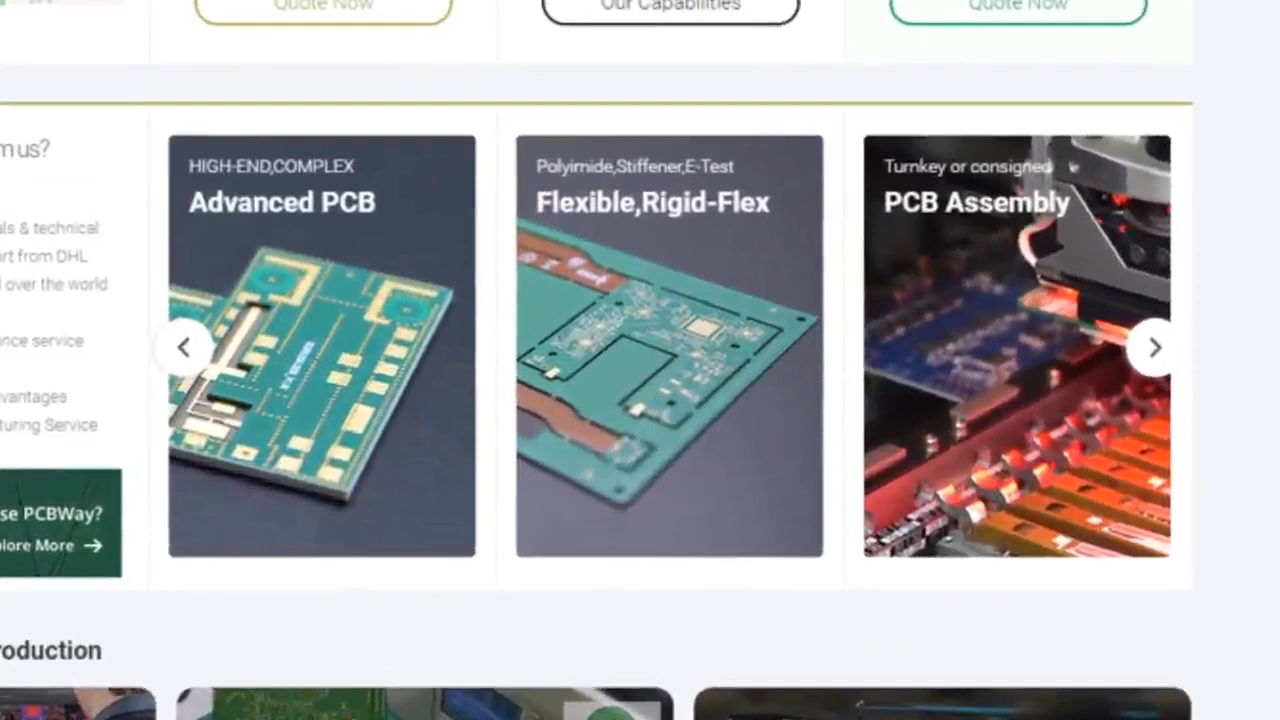 Quote Now
Our Capabilities
Quote Now
m us?
als & technical
rt from DHL
l over the world
nce service
vantages
turing Service
se PCBWay?
lore More
HIGH-END,COMPLEX
Advanced PCB
Polyimide,Stiffener,E-Test
Flexible,Rigid-Flex
Turnkey or consigned
PCB Assembly
roduction